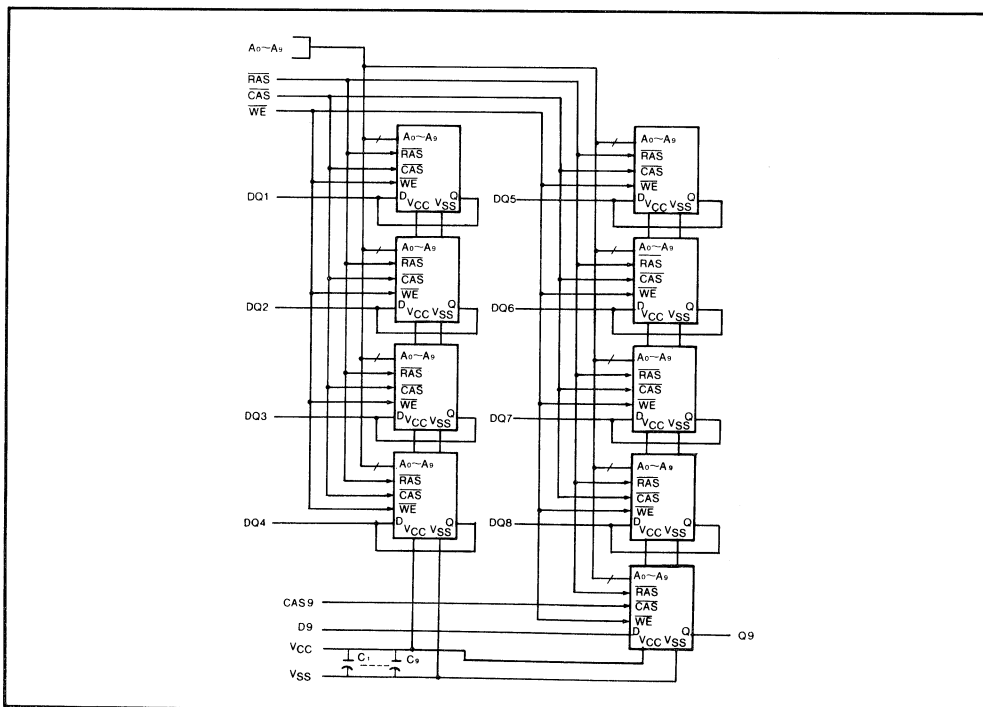 A0~A9
RAS
CAS
WE
A0~A9
RAS
CAS
WE
DQ1
D
VCC
VSS
Q
A0~A9
RAS
CAS
WE
DQ2
D
VCC
VSS
Q
A0~A9
RAS
CAS
WE
DQ3
D
VCC
VSS
Q
A0~A9
RAS
CAS
WE
DQ4
D
VCC
VSS
Q
A0~A9
RAS
CAS
WE
DQ5
D
VCC
VSS
Q
A0~A9
RAS
CAS
WE
DQ6
D
VCC
VSS
Q
A0~A9
RAS
CAS
WE
DQ7
D
VCC
VSS
Q
A0~A9
RAS
CAS
WE
DQ8
D
VCC
VSS
Q
A0~A9
RAS
CAS
WE
D
VCC
VSS
Q
CAS9
D9
Q9
VCC
C1
C9
VSS